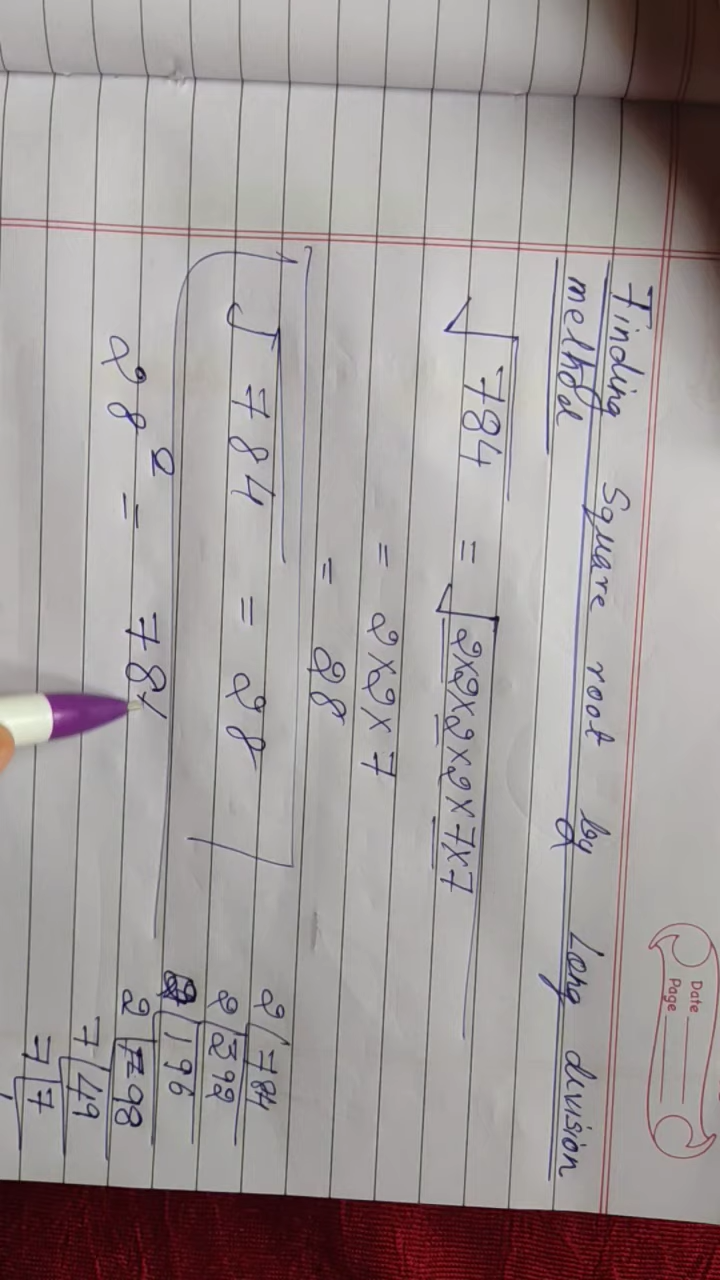 Date
Page
Finding Square root by Long division
method
√784 = √2×2×2×2×7×7
= 2×2×7
= 28
√784 = 28
28² = 784
2 784
2 392
2 196
2 98
7 49
7 7
1